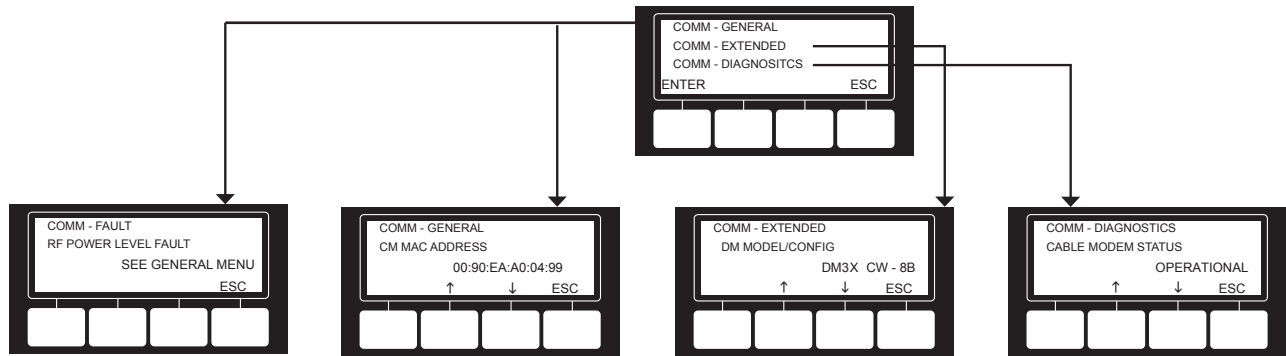 COMM - GENERAL
COMM - EXTENDED
COMM - DIAGNOSITCS
ENTER ESC
COMM - FAULT
RF POWER LEVEL FAULT
SEE GENERAL MENU
ESC
COMM - GENERAL
CM MAC ADDRESS
00:90:EA:A0:04:99
↑ ↓ ESC
COMM - EXTENDED
DM MODEL/CONFIG
DM3X CW - 8B
↑ ↓ ESC
COMM - DIAGNOSTICS
CABLE MODEM STATUS
OPERATIONAL
↑ ↓ ESC